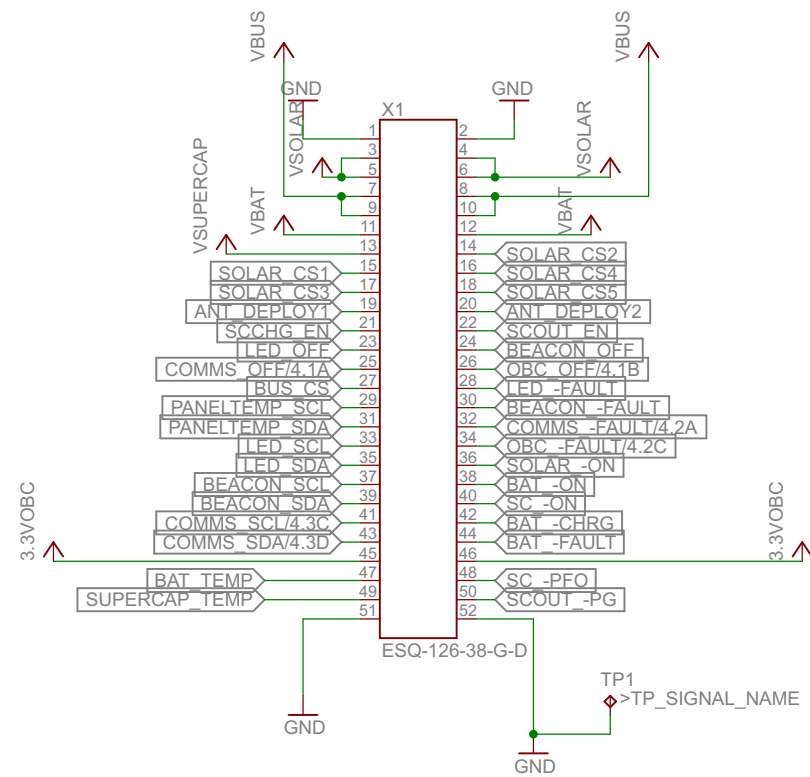 VBUS
VBUS
GND
GND
X1
1
2
VSOLAR
3
4
VSOLAR
5
6
7
8
VSUPERCAP
VBAT
9
10
VBAT
11
12
13
14
SOLAR_CS2
SOLAR_CS1
15
16
SOLAR_CS4
SOLAR_CS3
17
18
SOLAR_CS5
ANT_DEPLOY1
19
20
ANT_DEPLOY2
SCCHG_EN
21
22
SCOUT_EN
LED_OFF
23
24
BEACON_OFF
COMMS_OFF/4.1A
25
26
OBC_OFF/4.1B
BUS_CS
27
28
LED_-FAULT
PANELTEMP_SCL
29
30
BEACON_-FAULT
PANELTEMP_SDA
31
32
COMMS_-FAULT/4.2A
LED_SCL
33
34
OBC_-FAULT/4.2C
LED_SDA
35
36
SOLAR_-ON
BEACON_SCL
37
38
BAT_-ON
BEACON_SDA
39
40
SC_-ON
COMMS_SCL/4.3C
41
42
BAT_-CHRG
COMMS_SDA/4.3D
43
44
BAT_-FAULT
3.3VOBC
45
46
3.3VOBC
BAT_TEMP
47
48
SC_-PFO
SUPERCAP_TEMP
49
50
SCOUT_-PG
51
52
ESQ-126-38-G-D
TP1
>TP_SIGNAL_NAME
GND
GND